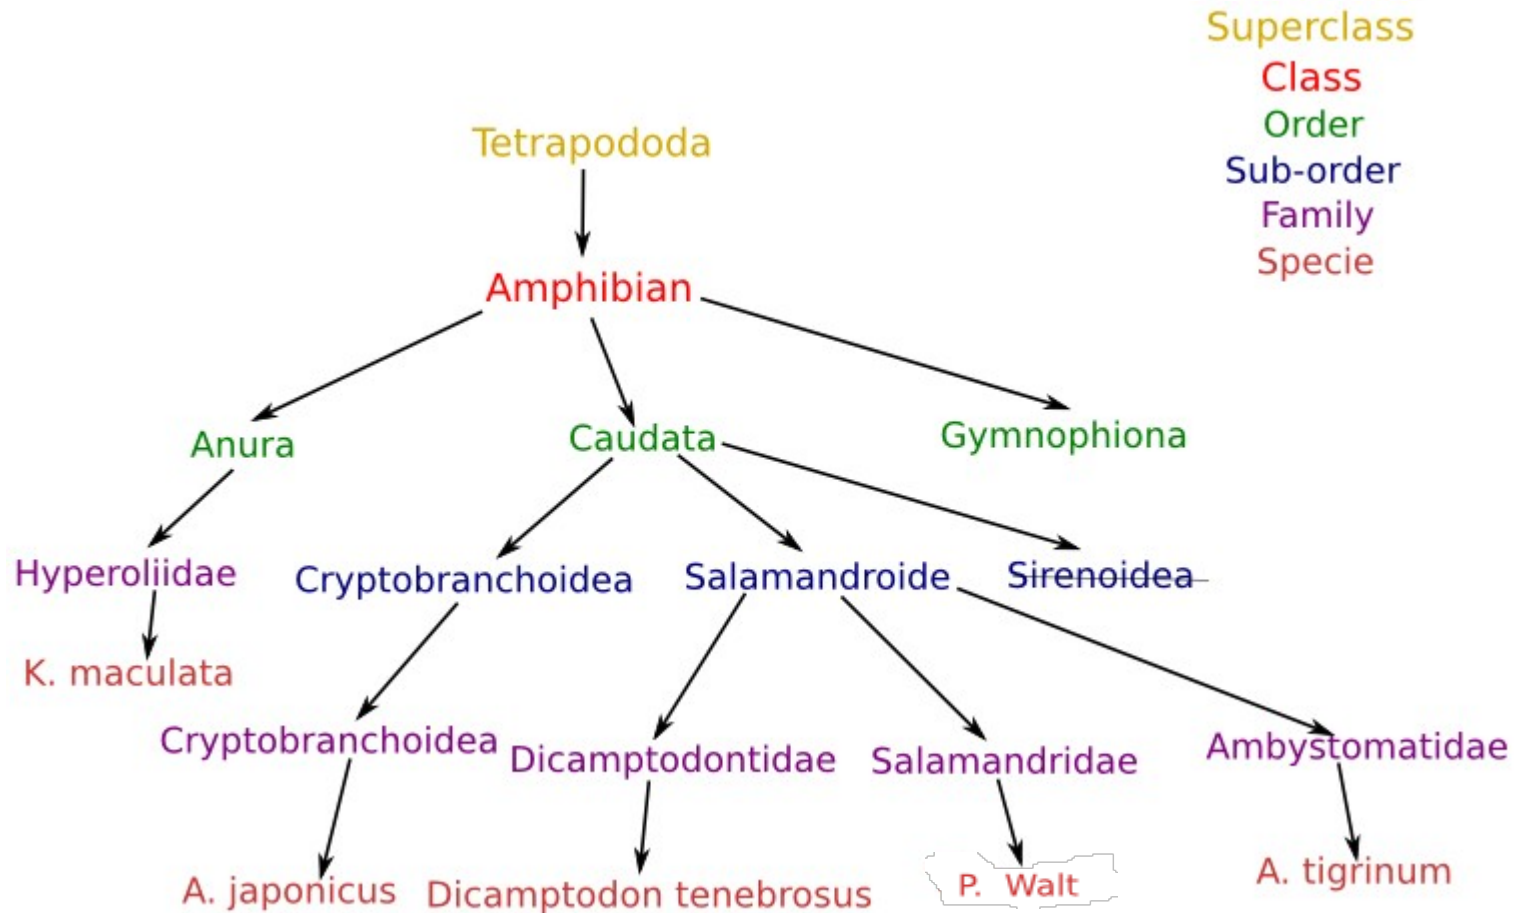 Superclass
Class
Order
Sub-order
Family
Specie
Tetrapododa
Amphibian
Anura
Caudata
Gymnophiona
Hyperoliidae
Cryptobranchoidea
Salamandroide
Sirenoidea
K. maculata
Cryptobranchoidea
Dicamptodontidae
Salamandridae
Ambystomatidae
A. japonicus
Dicamptodon tenebrosus
P. Walt
A. tigrinum